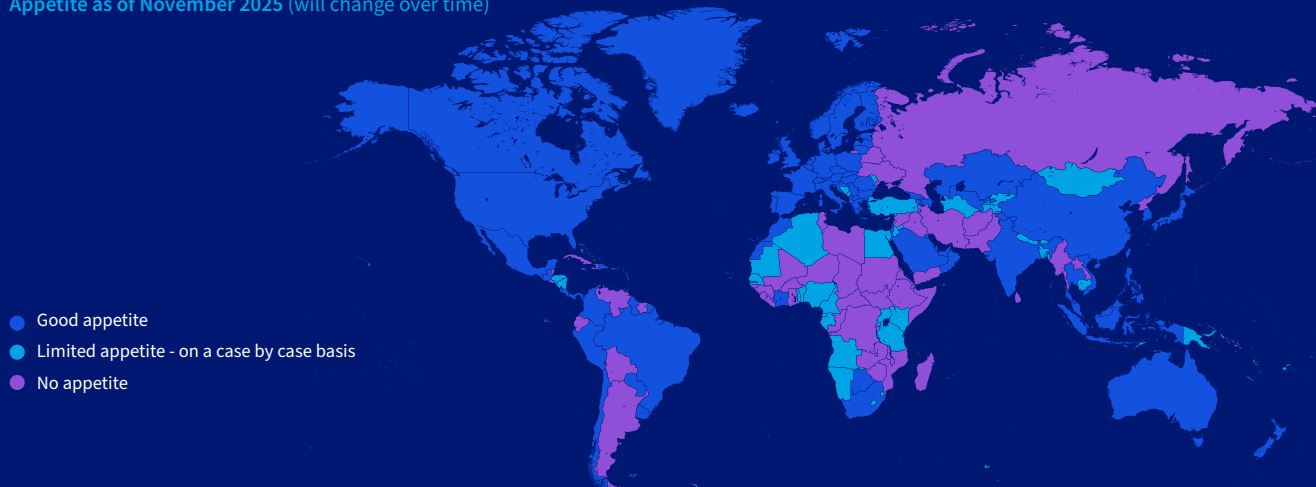 Appetite as of November 2025 (will change over time)
Good appetite
Limited appetite - on a case by case basis
No appetite